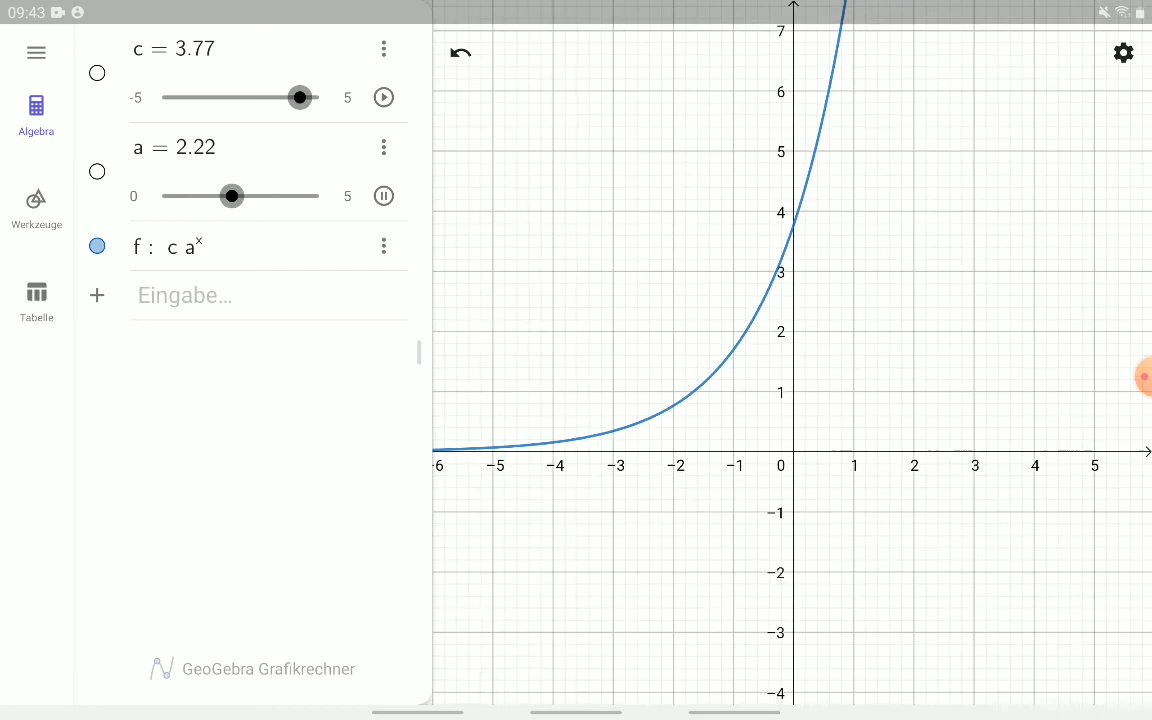 09:43
c = 3.77
-5 5
Algebra
a = 2.22
0 5
Werkzeuge
f : c aˣ
+ Eingabe...
Tabelle
GeoGebra Grafikrechner
7
6
5
4
3
2
1
-6 −5 −4 −3 −2 −1 0 1 2 3 4 5
−1
−2
−3
−4